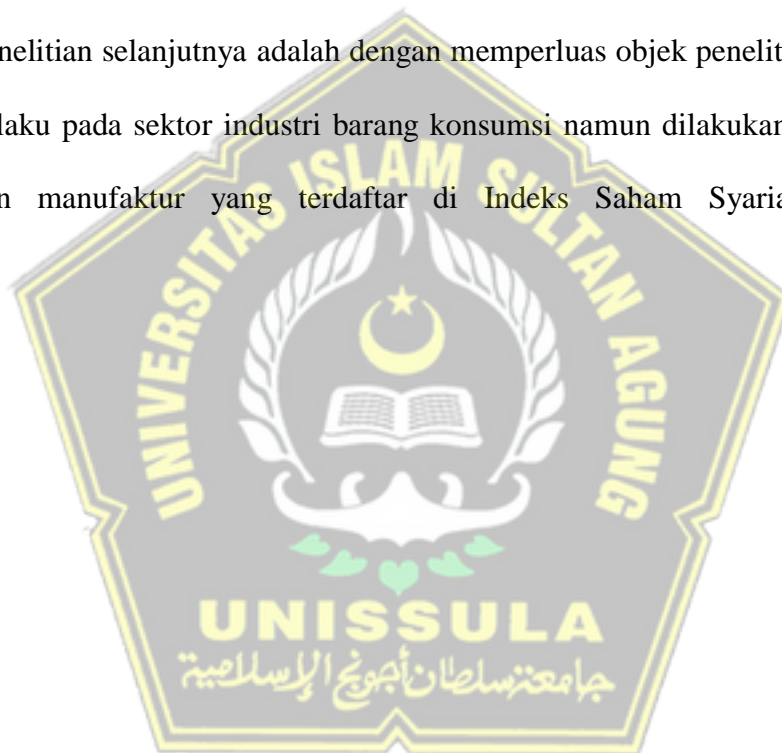 nelitian selanjutnya adalah dengan memperluas objek penelit
laku pada sektor industri barang konsumsi namun dilakukan
n manufaktur yang terdaftar di Indeks Saham Syaria
UNIVERSITAS ISLAM SULTAN AGUNG
UNISSULA
جامعة سلطان أجونج الإسلامية